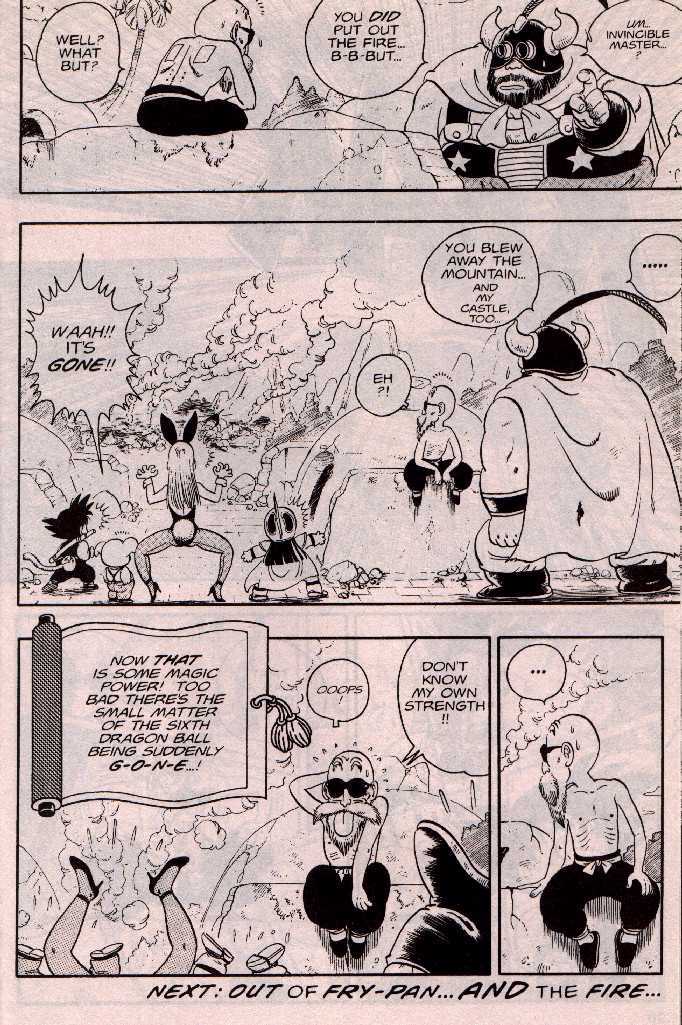 WELL?
WHAT
BUT?
YOU DID
PUT OUT
THE FIRE...
B-B-BUT...
UM...
INVINCIBLE
MASTER...
?
WAAH!!
IT'S
GONE!!
EH
?!
YOU BLEW
AWAY THE
MOUNTAIN...
AND
MY
CASTLE,
TOO...
.....
NOW THAT
IS SOME MAGIC
POWER! TOO
BAD THERE'S THE
SMALL MATTER
OF THE SIXTH
DRAGON BALL
BEING SUDDENLY
G-O-N-E...!
OOOPS
!
DON'T
KNOW
MY OWN
STRENGTH
!!
...
NEXT: OUT OF FRY-PAN... AND THE FIRE...